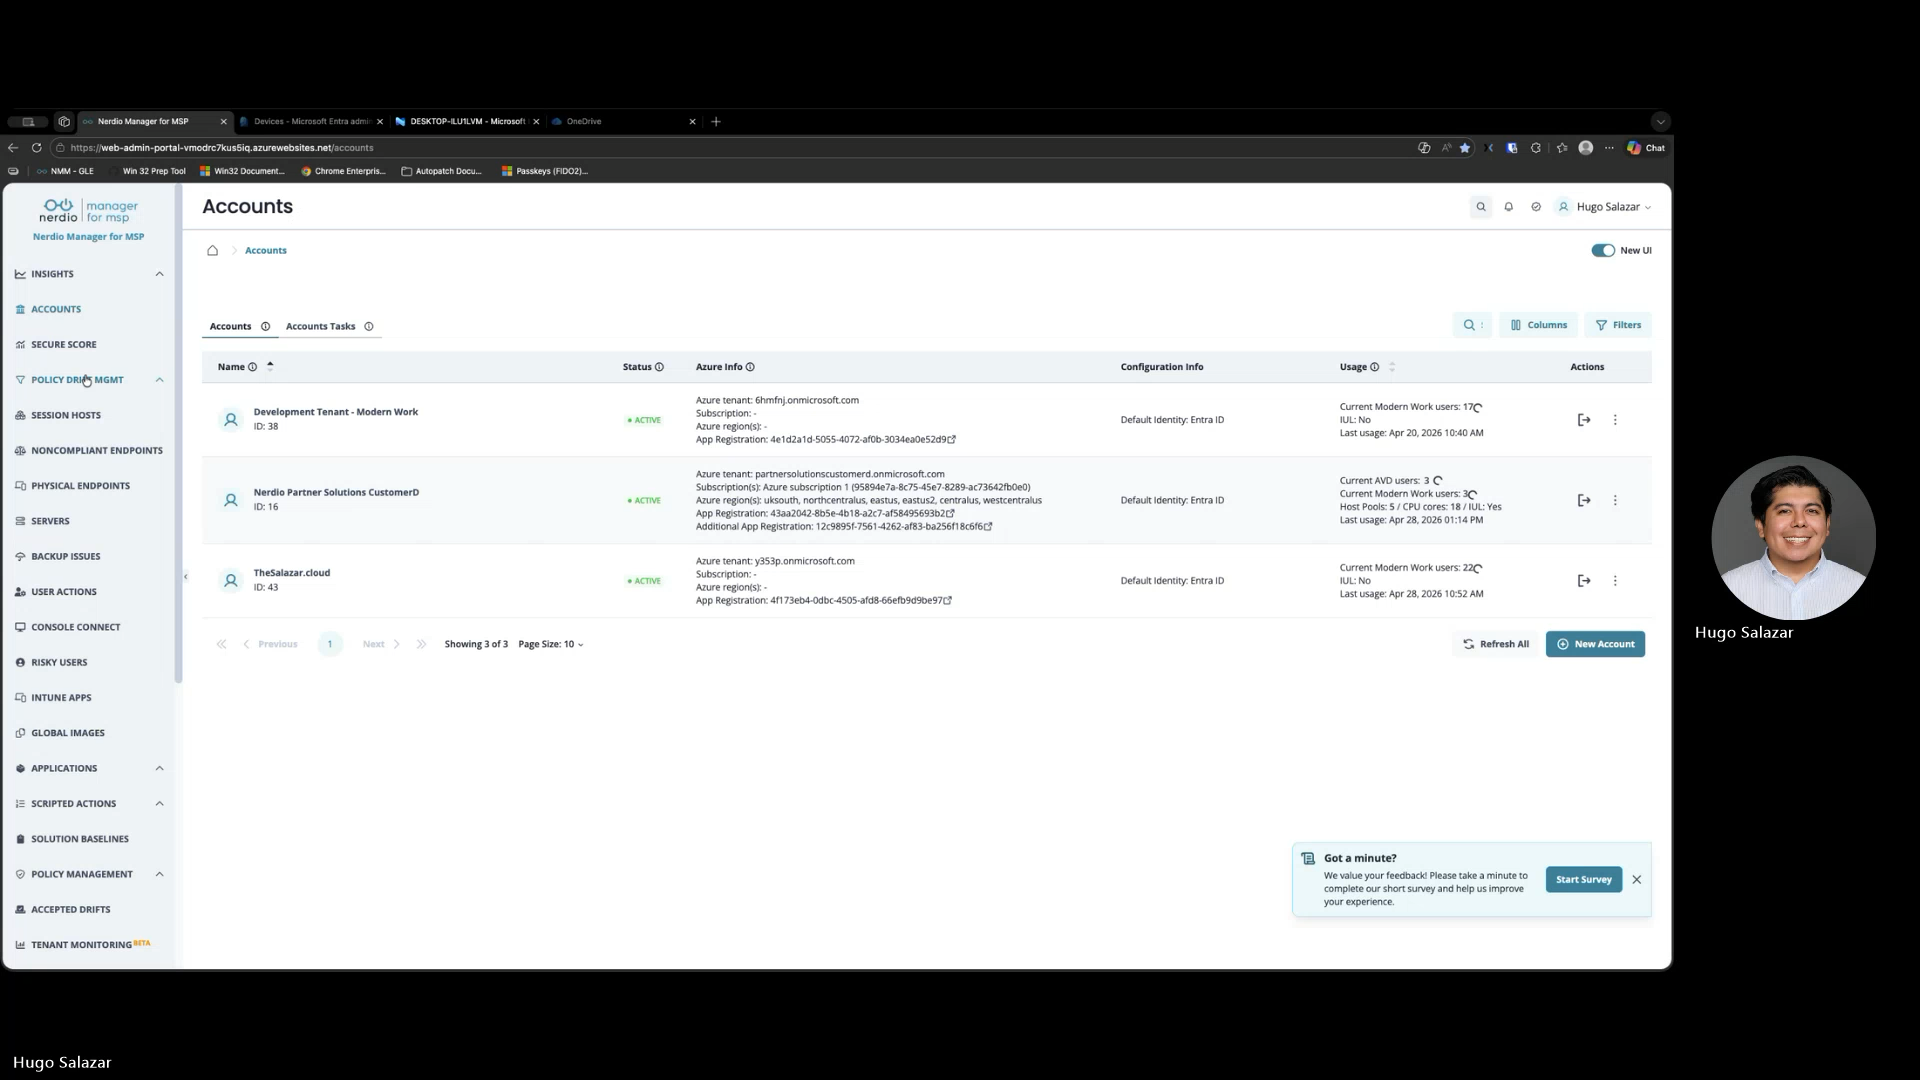 Nerdio Manager for MSP
Devices - Microsoft Entra admin
DESKTOP-ILU1LVM - Microsoft
OneDrive
https://web-admin-portal-vmodrc7kus5iq.azurewebsites.net/accounts
Chat
NMM - GLE
Win 32 Prep Tool
Win32 Document...
Chrome Enterpris...
Autopatch Docu...
Passkeys (FIDO2)...
nerdio manager for msp
Nerdio Manager for MSP
INSIGHTS
ACCOUNTS
SECURE SCORE
POLICY DRIFT MGMT
SESSION HOSTS
NONCOMPLIANT ENDPOINTS
PHYSICAL ENDPOINTS
SERVERS
BACKUP ISSUES
USER ACTIONS
CONSOLE CONNECT
RISKY USERS
INTUNE APPS
GLOBAL IMAGES
APPLICATIONS
SCRIPTED ACTIONS
SOLUTION BASELINES
POLICY MANAGEMENT
ACCEPTED DRIFTS
TENANT MONITORING BETA
Accounts
Hugo Salazar
Accounts
New UI
Accounts
Accounts Tasks
Columns
Filters
Name
Status
Azure Info
Configuration Info
Usage
Actions
Development Tenant - Modern Work
ID: 38
ACTIVE
Azure tenant: 6hmfnj.onmicrosoft.com
Subscription: -
Azure region(s): -
App Registration: 4e1d2a1d-5055-4072-af0b-3034ea0e52d9
Default Identity: Entra ID
Current Modern Work users: 17
IUL: No
Last usage: Apr 20, 2026 10:40 AM
Nerdio Partner Solutions CustomerD
ID: 16
ACTIVE
Azure tenant: partnersolutionscustomerd.onmicrosoft.com
Subscription(s): Azure subscription 1 (95894e7a-8c75-45e7-8289-ac73642fb0e0)
Azure region(s): uksouth, northcentralus, eastus, eastus2, centralus, westcentralus
App Registration: 43aa2042-8b5e-4b18-a2c7-af58495693b2
Additional App Registration: 12c9895f-7561-4262-af83-ba256f18c6f6
Default Identity: Entra ID
Current AVD users: 3
Current Modern Work users: 3
Host Pools: 5 / CPU cores: 18 / IUL: Yes
Last usage: Apr 28, 2026 01:14 PM
TheSalazar.cloud
ID: 43
ACTIVE
Azure tenant: y353p.onmicrosoft.com
Subscription: -
Azure region(s): -
App Registration: 4f173eb4-0dbc-4505-afd8-66efb9d9be97
Default Identity: Entra ID
Current Modern Work users: 22
IUL: No
Last usage: Apr 28, 2026 10:52 AM
Previous
1
Next
Showing 3 of 3
Page Size: 10
Refresh All
New Account
Got a minute?
We value your feedback! Please take a minute to
complete our short survey and help us improve
your experience.
Start Survey
Hugo Salazar
Hugo Salazar